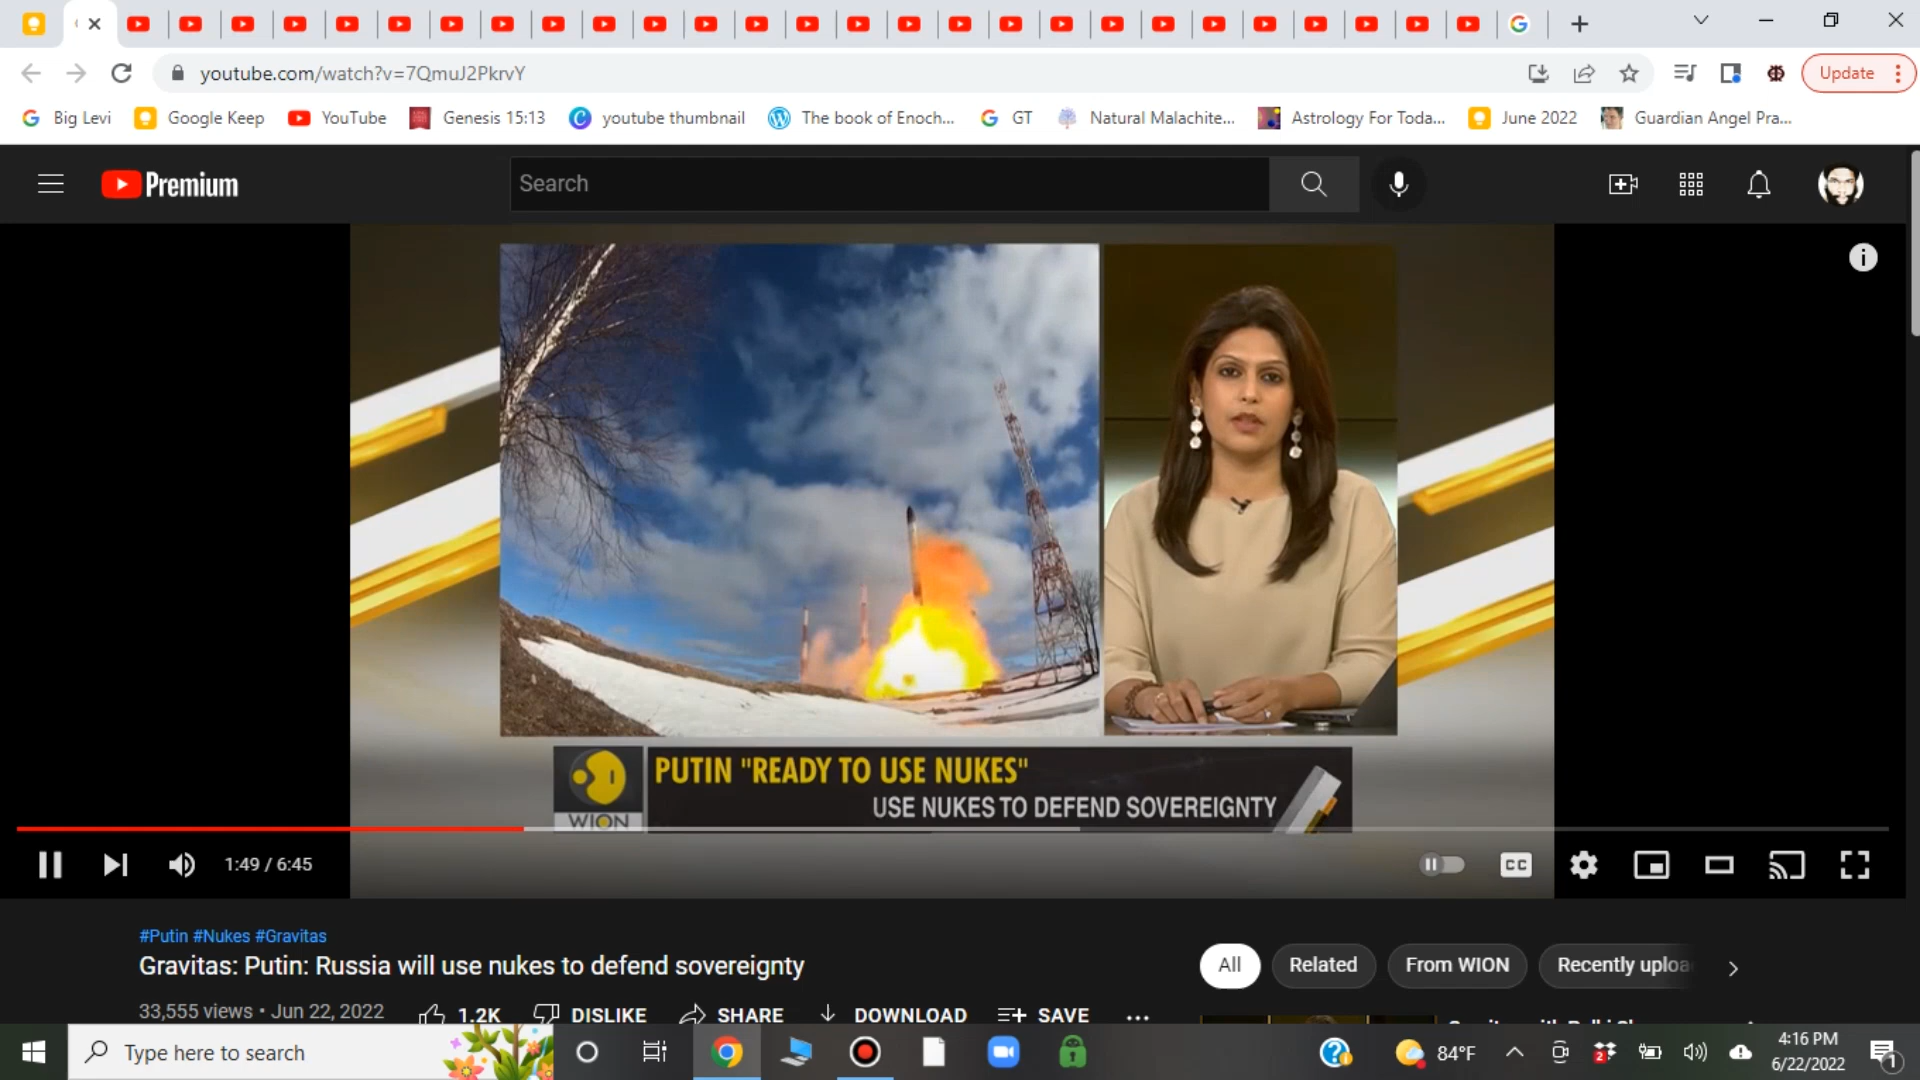 youtube.com/watch?v=7QmuJ2PkrvY
Update
Big Levi
Google Keep
YouTube
Genesis 15:13
youtube thumbnail
The book of Enoch...
GT
Natural Malachite...
Astrology For Toda...
June 2022
Guardian Angel Pra...
Premium
Search
PUTIN "READY TO USE NUKES"
USE NUKES TO DEFEND SOVEREIGNTY
WION
1:49 / 6:45
CC
#Putin #Nukes #Gravitas
Gravitas: Putin: Russia will use nukes to defend sovereignty
33,555 views • Jun 22, 2022
1.2K
DISLIKE
SHARE
DOWNLOAD
SAVE
All
Related
From WION
Recently uploa
Type here to search
84°F
4:16 PM
6/22/2022
1